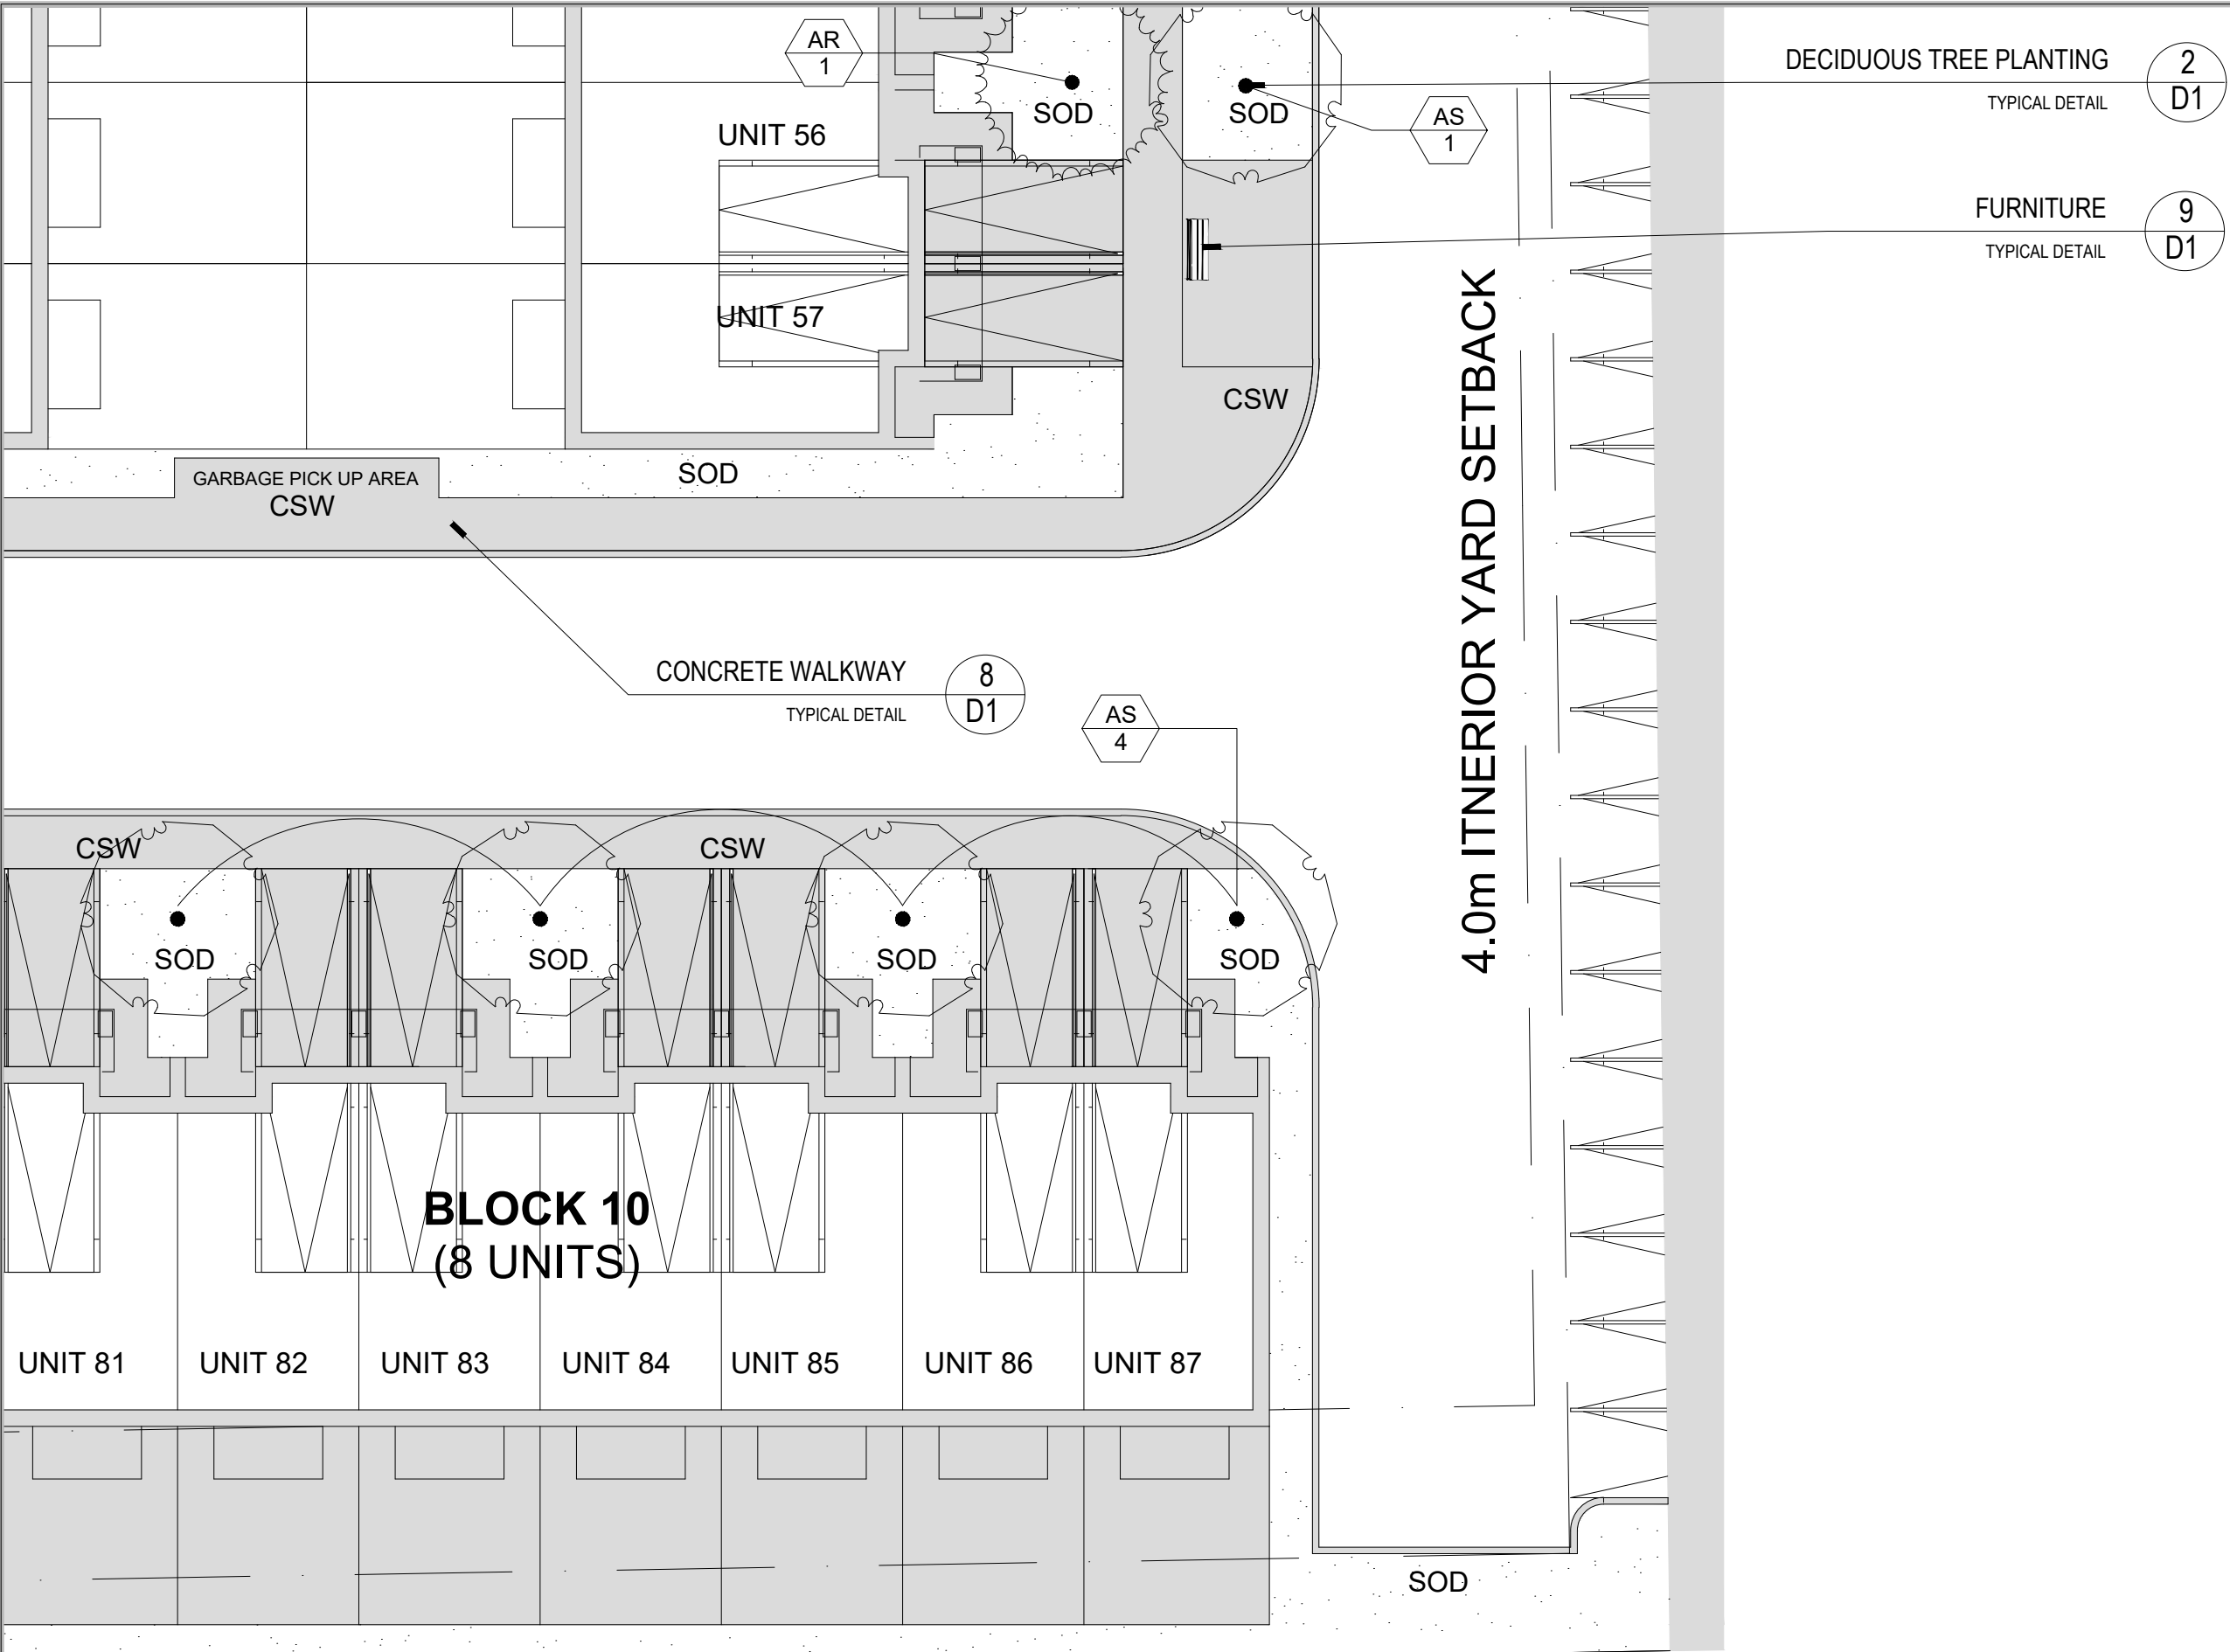 AR
1
DECIDUOUS TREE PLANTING
TYPICAL DETAIL
2
D1
SOD
SOD
AS
1
UNIT 56
FURNITURE
TYPICAL DETAIL
9
D1
UNIT 57
CSW
4.0m ITNERIOR YARD SETBACK
GARBAGE PICK UP AREA
CSW
SOD
CONCRETE WALKWAY
TYPICAL DETAIL
8
D1
AS
4
CSW
CSW
SOD
SOD
SOD
SOD
BLOCK 10
(8 UNITS)
UNIT 81
UNIT 82
UNIT 83
UNIT 84
UNIT 85
UNIT 86
UNIT 87
SOD